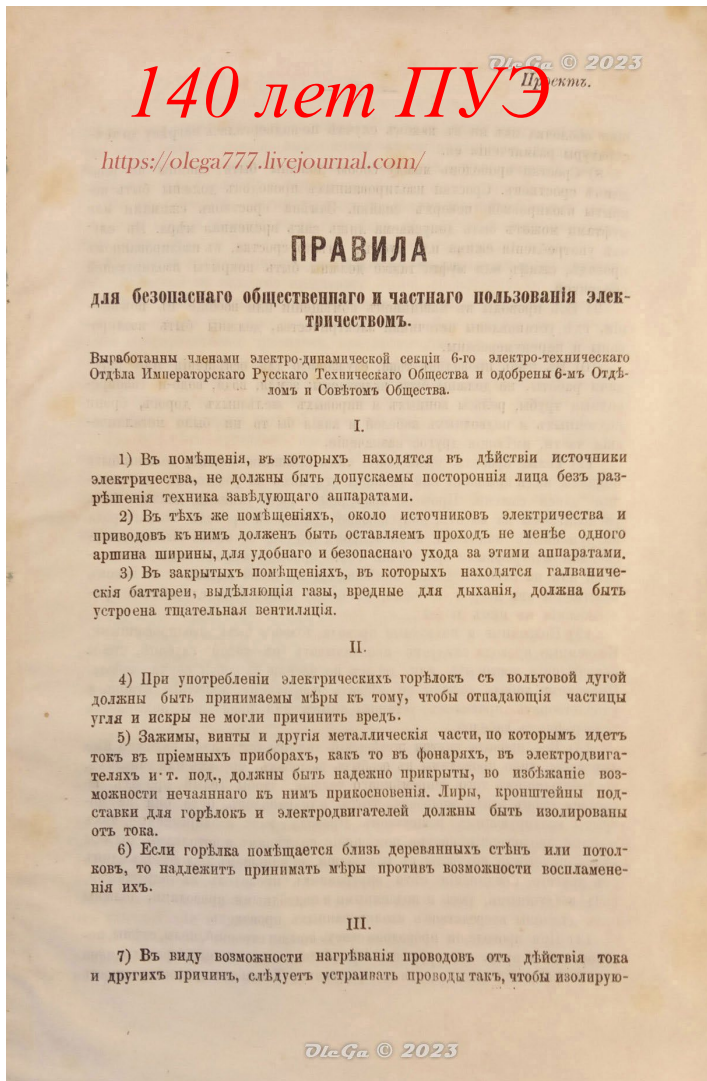 OleGa © 2023
140 лет ПУЭ
Проектъ.
https://olega777.livejournal.com/
ПРАВИЛА
для безопаснаго общественнаго и частнаго пользованія элек-
тричествомъ.
Выработанны членами электро-динамической секціи 6-го электро-техническаго
Отдѣла Императорскаго Русскаго Техническаго Общества и одобрены 6-мъ Отдѣ-
ломъ и Совѣтомъ Общества.
I.
1) Въ помѣщенія, въ которыхъ находятся въ дѣйствіи источники
электричества, не должны быть допускаемы постороннія лица безъ раз-
рѣшенія техника завѣдующаго аппаратами.
2) Въ тѣхъ же помѣщеніяхъ, около источниковъ электричества и
приводовъ къ нимъ долженъ быть оставляемъ проходъ не менѣе одного
аршина ширины, для удобнаго и безопаснаго ухода за этими аппаратами.
3) Въ закрытыхъ помѣщеніяхъ, въ которыхъ находятся галваниче-
скія баттареи, выдѣляющія газы, вредные для дыханія, должна быть
устроена тщательная вентиляція.
II.
4) При употребленіи электрическихъ горѣлокъ съ вольтовой дугой
должны быть принимаемы мѣры къ тому, чтобы отпадающія частицы
угля и искры не могли причинить вредъ.
5) Зажимы, винты и другія металлическія части, по которымъ идетъ
токъ въ пріемныхъ приборахъ, какъ то въ фонаряхъ, въ электродвига-
теляхъ и т. под., должны быть надежно прикрыты, во избѣжаніе воз-
можности нечаяннаго къ нимъ прикосновенія. Лиры, кронштейны под-
ставки для горѣлокъ и электродвигателей должны быть изолированы
отъ тока.
6) Если горѣлка помѣщается близь деревянныхъ стѣнъ или потол-
ковъ, то надлежитъ принимать мѣры противъ возможности воспламене-
нія ихъ.
III.
7) Въ виду возможности нагрѣванія проводовъ отъ дѣйствія тока
и другихъ причинъ, слѣдуетъ устраивать проводы такъ, чтобы изолирую-
OleGa © 2023